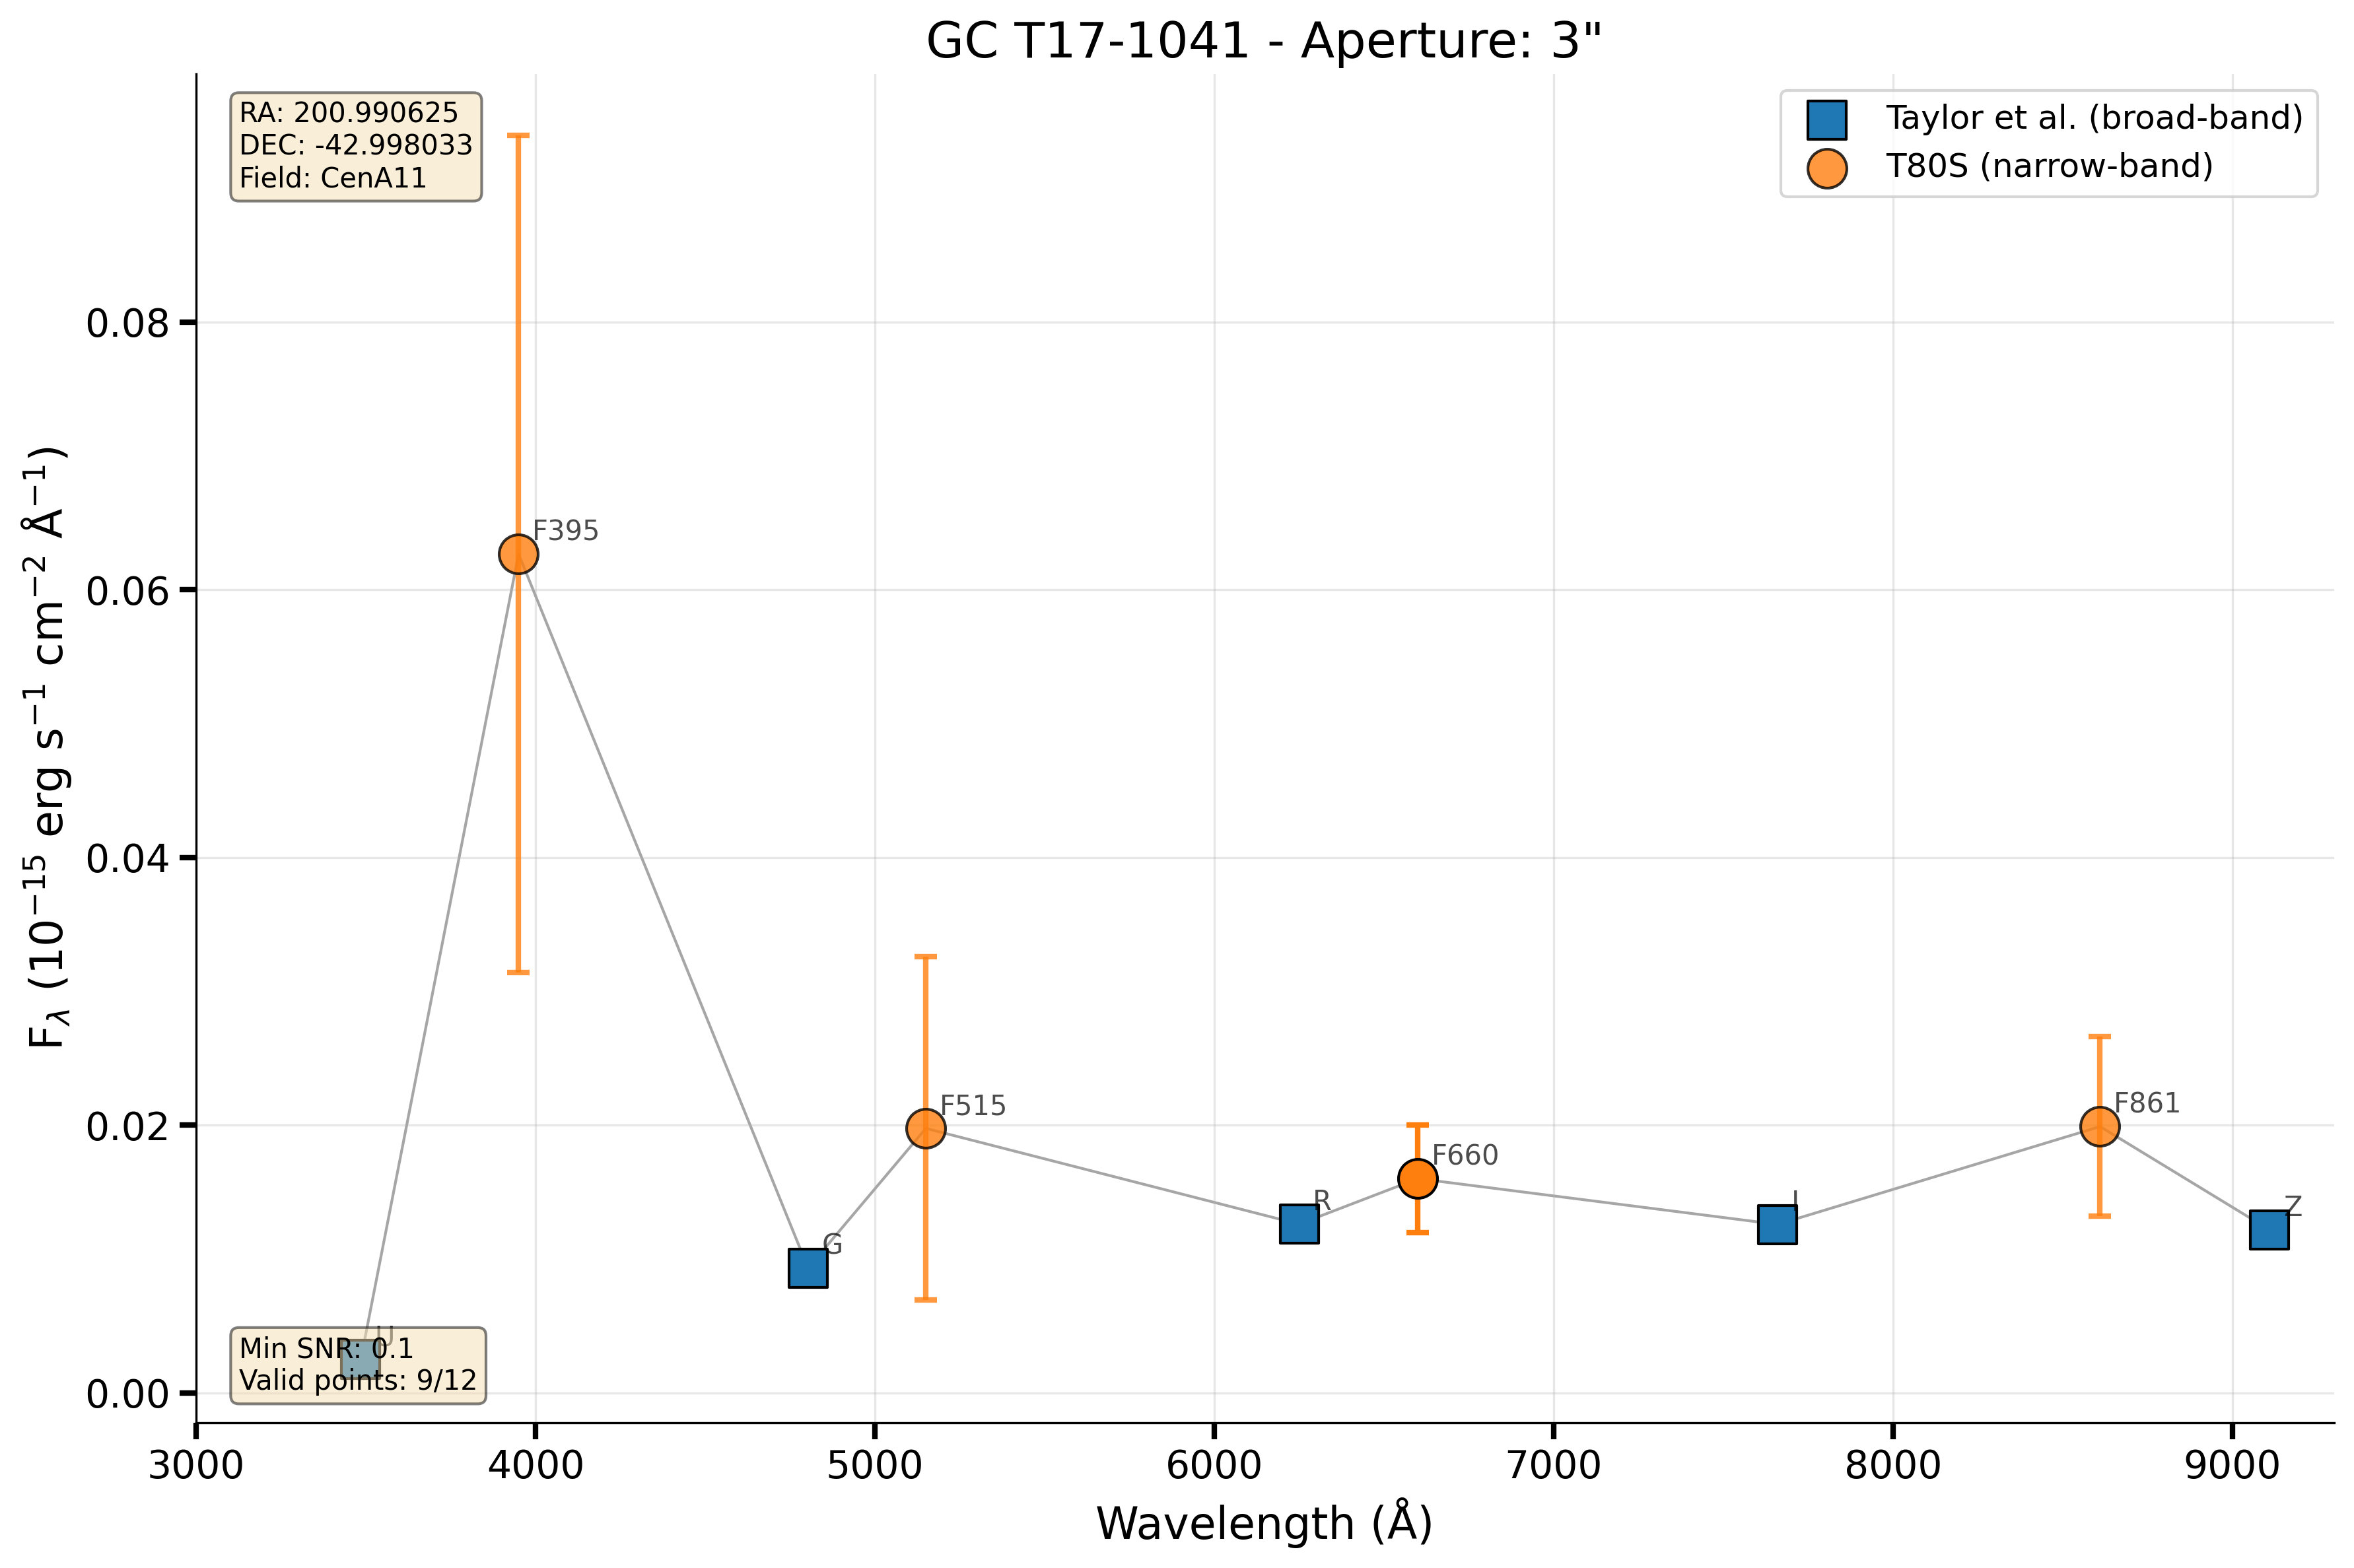 GC T17-1041 - Aperture: 3"
RA: 200.990625
DEC: -42.998033
Field: CenA11
Taylor et al. (broad-band)
T80S (narrow-band)
0.08
0.06
0.04
0.02
0.00
F395
F515
F861
F660
R
I
Z
G
U
Min SNR: 0.1
Valid points: 9/12
3000 4000 5000 6000 7000 8000 9000
Wavelength (Å)
Fλ (10⁻¹⁵ erg s⁻¹ cm⁻² Å⁻¹)